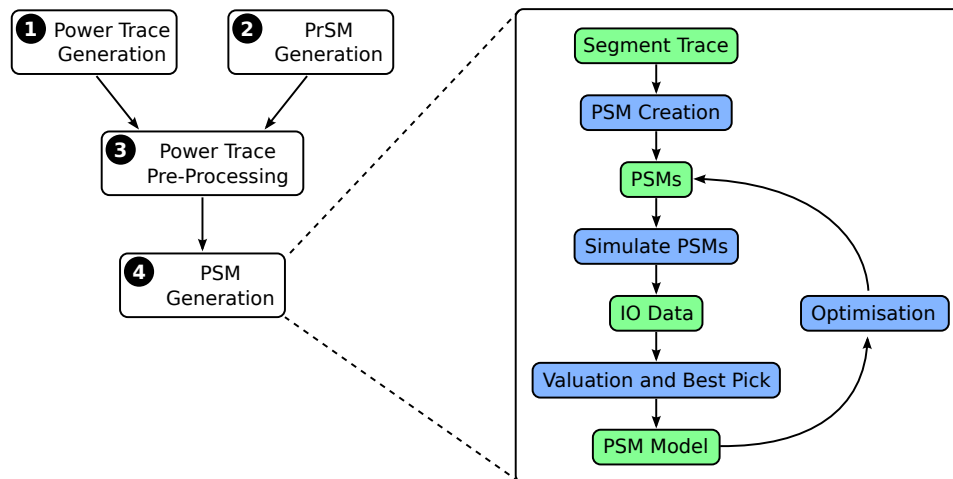 1 Power Trace
Generation
2 PrSM
Generation
3 Power Trace
Pre-Processing
4 PSM
Generation
Segment Trace
PSM Creation
PSMs
Simulate PSMs
IO Data
Optimisation
Valuation and Best Pick
PSM Model